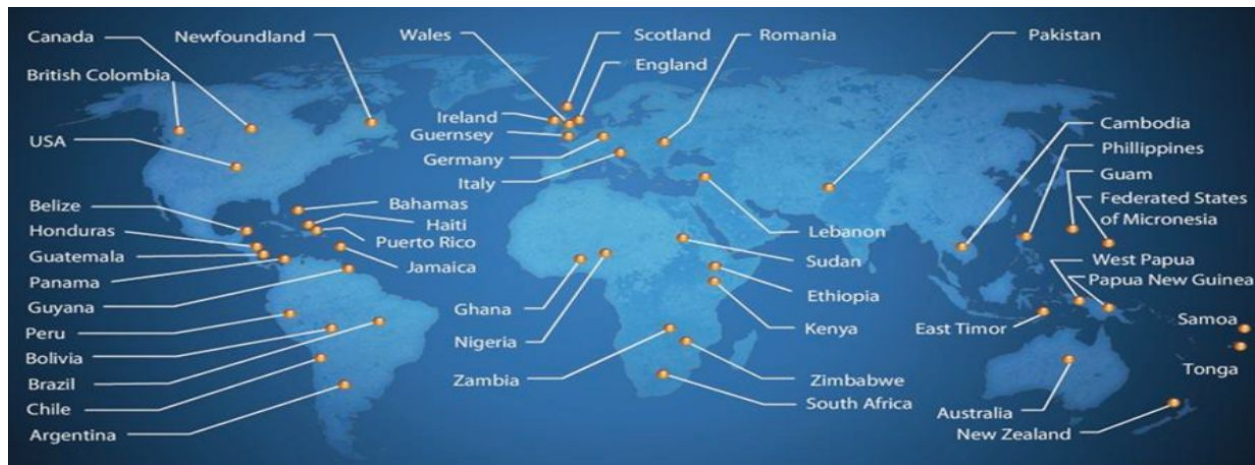 Canada
Newfoundland
Wales
Scotland
Romania
Pakistan
British Colombia
England
USA
Ireland
Guernsey
Germany
Italy
Cambodia
Phillippines
Guam
Federated States
of Micronesia
Belize
Bahamas
Honduras
Haiti
Puerto Rico
Lebanon
Guatemala
Jamaica
Sudan
West Papua
Panama
Papua New Guinea
Guyana
Ghana
Ethiopia
Peru
Nigeria
Kenya
East Timor
Samoa
Bolivia
Tonga
Brazil
Zambia
Zimbabwe
Chile
South Africa
Australia
Argentina
New Zealand